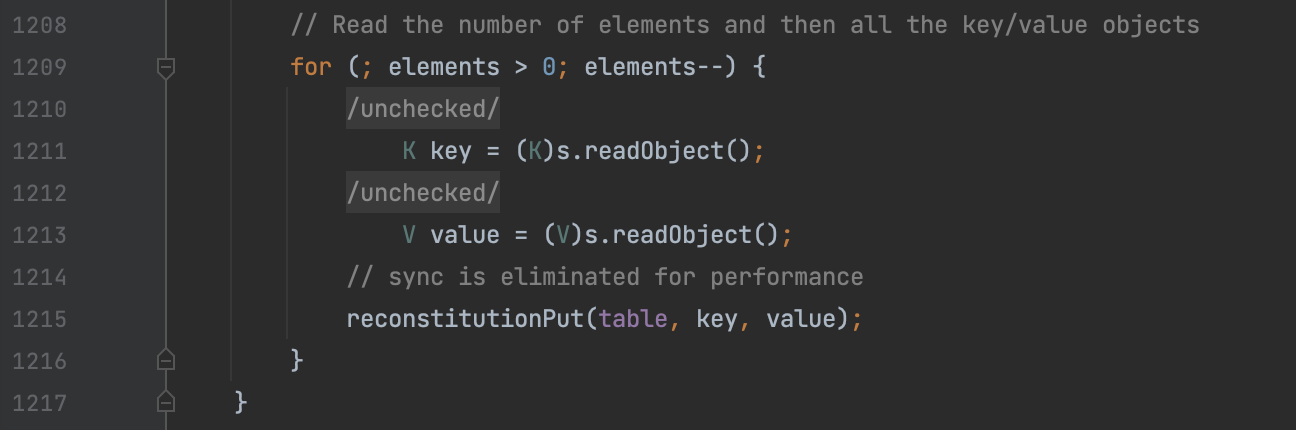 1208 // Read the number of elements and then all the key/value objects
1209 for (; elements > 0; elements--) {
1210 /unchecked/
1211 K key = (K)s.readObject();
1212 /unchecked/
1213 V value = (V)s.readObject();
1214 // sync is eliminated for performance
1215 reconstitutionPut(table, key, value);
1216 }
1217 }